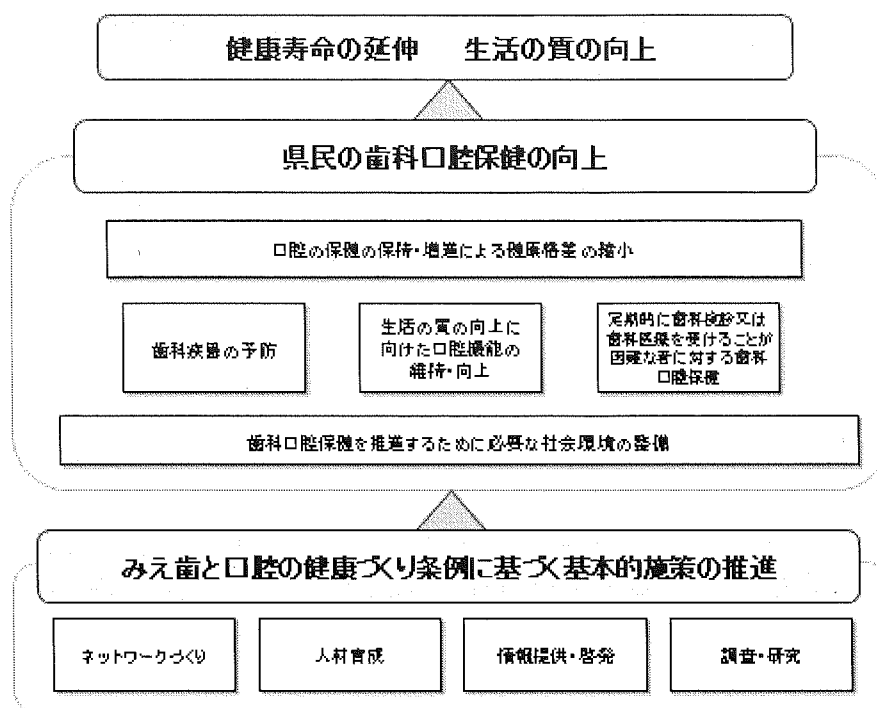 健康寿命の延伸　生活の質の向上
県民の歯科口腔保健の向上
口腔の保健の保持・増進による健康格差の縮小
歯科疾患の予防
生活の質の向上に
向けた口腔機能の
維持・向上
定期的に歯科検診又は
歯科医療を受けることが
困難な者に対する歯科
口腔保健
歯科口腔保健を推進するために必要な社会環境の整備
みえ歯と口腔の健康づくり条例に基づく基本的施策の推進
ネットワークづくり
人材育成
情報提供・啓発
調査・研究